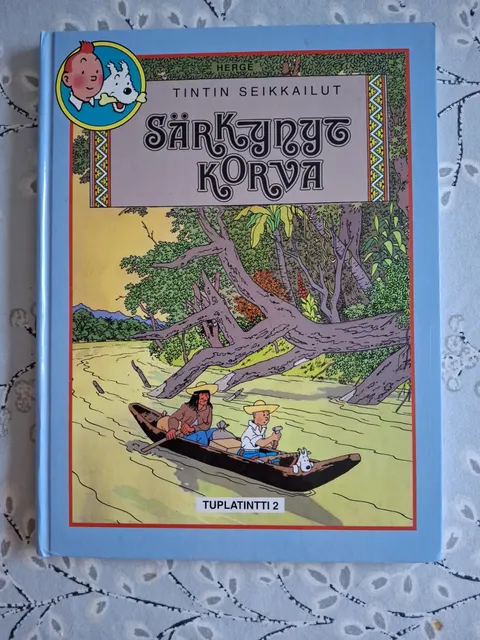 HERGÉ
TINTIN SEIKKAILUT
SÄRKYNYT
KORVA
TUPLATINTTI 2